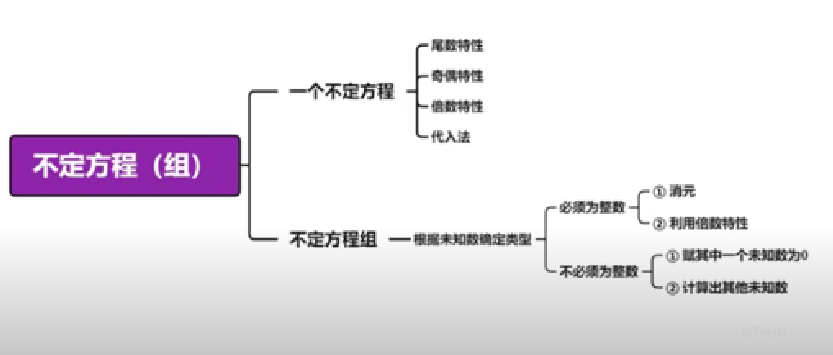 不定方程（组）
一个不定方程
尾数特性
奇偶特性
倍数特性
代入法
不定方程组
根据未知数确定类型
必须为整数
① 消元
② 利用倍数特性
不必须为整数
① 赋其中一个未知数为0
② 计算出其他未知数